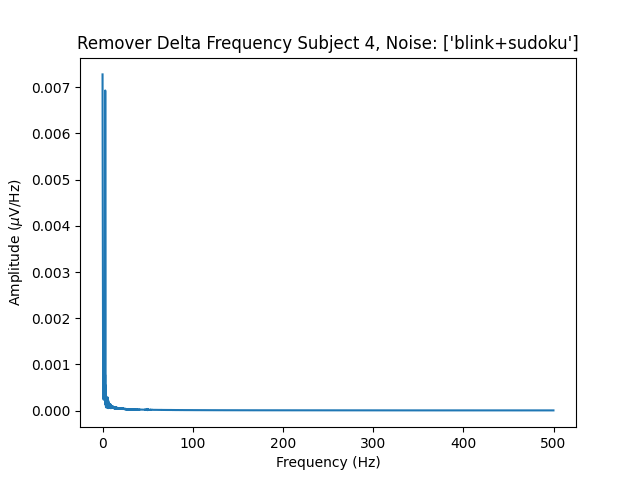 Remover Delta Frequency Subject 4, Noise: ['blink+sudoku']
0.007
0.006
0.005
0.004
0.003
0.002
0.001
0.000
Amplitude (μV/Hz)
0 100 200 300 400 500
Frequency (Hz)